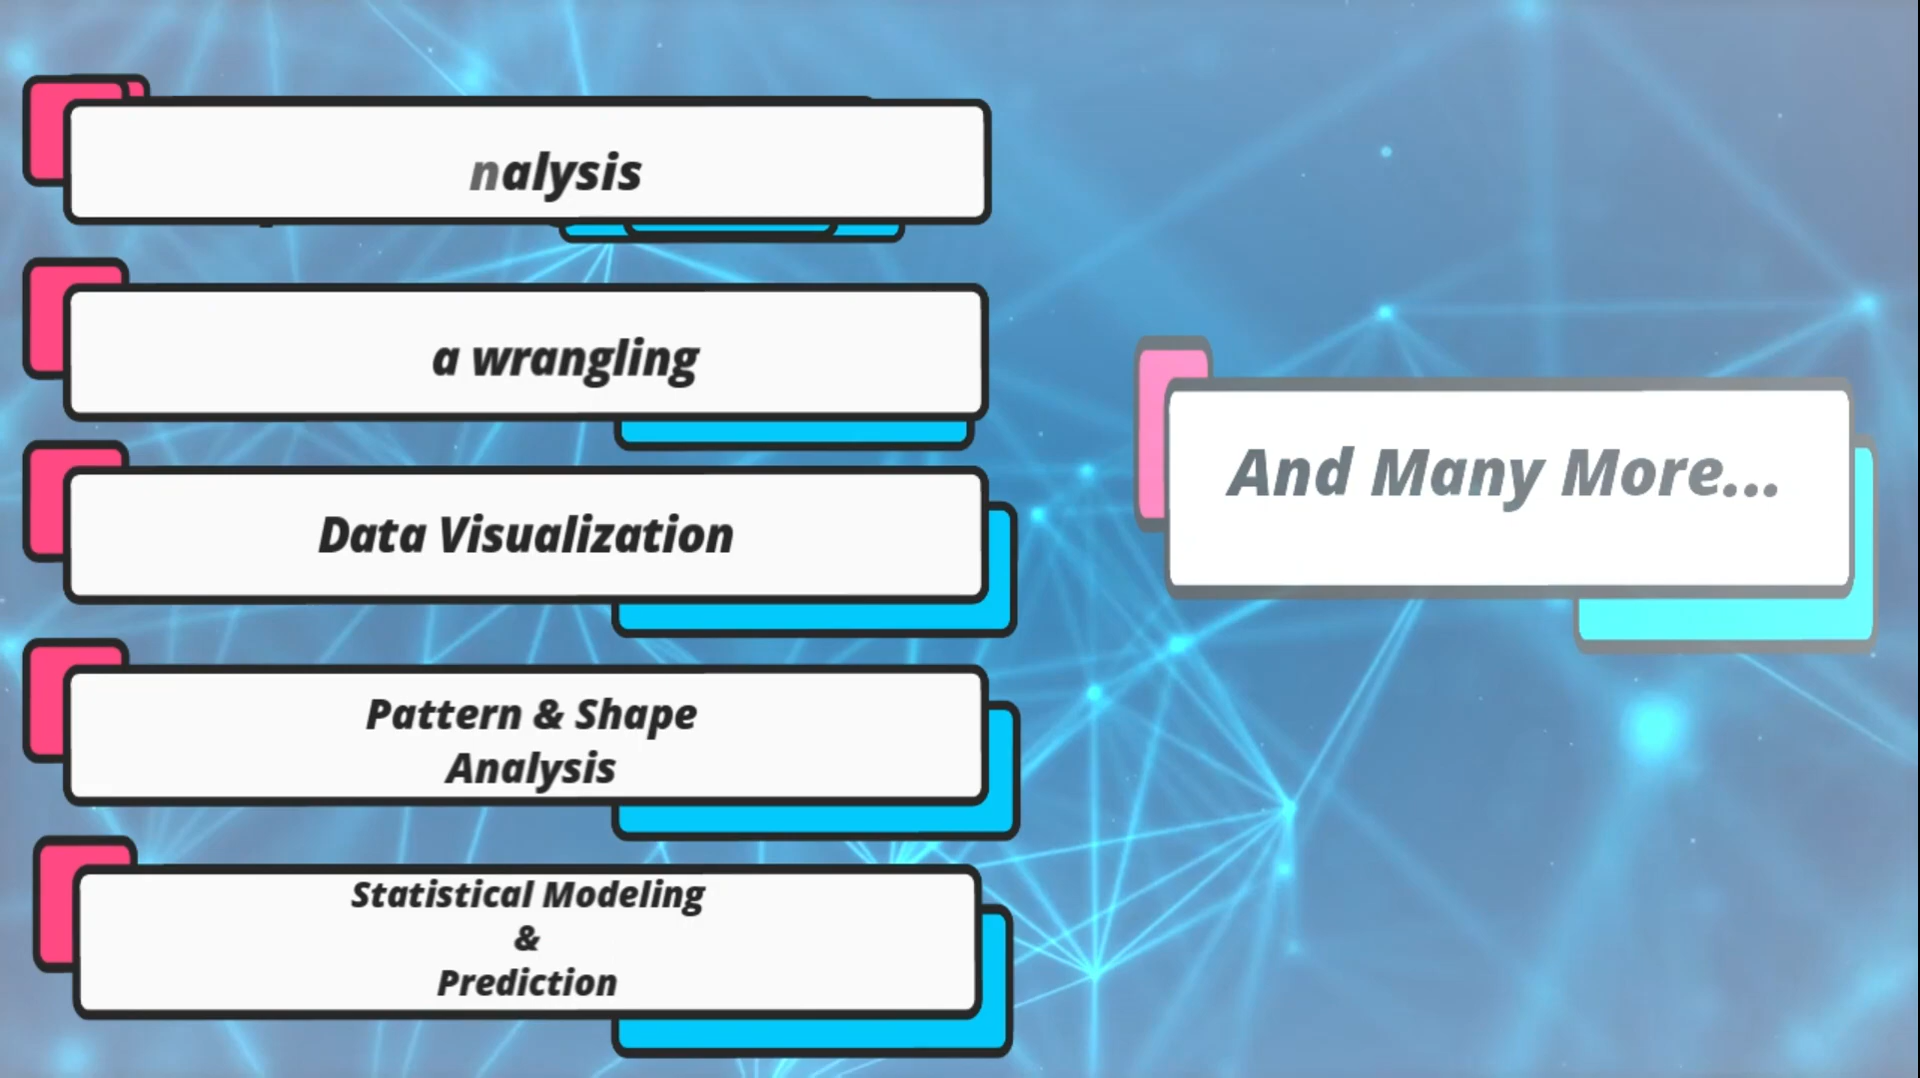 nalysis
a wrangling
Data Visualization
Pattern & Shape
Analysis
Statistical Modeling
&
Prediction
And Many More...